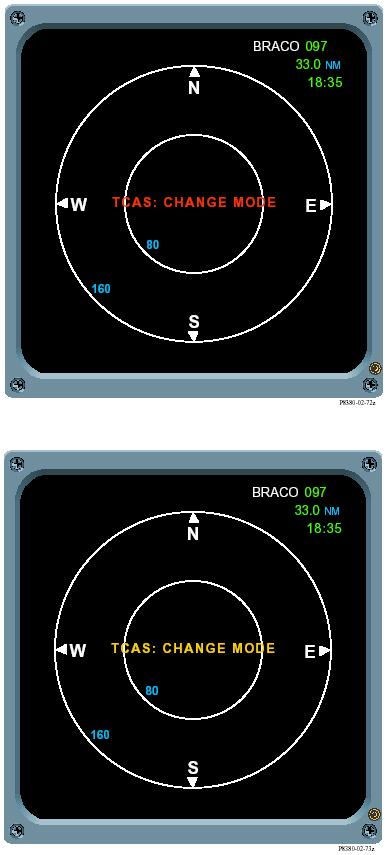 BRACO 097
33.0 NM
18:35
N
TCAS: CHANGE MODE
W
E
80
160
S
P8380-02-72z
BRACO 097
33.0 NM
18:35
N
TCAS: CHANGE MODE
W
E
80
160
S
P8380-02-73z